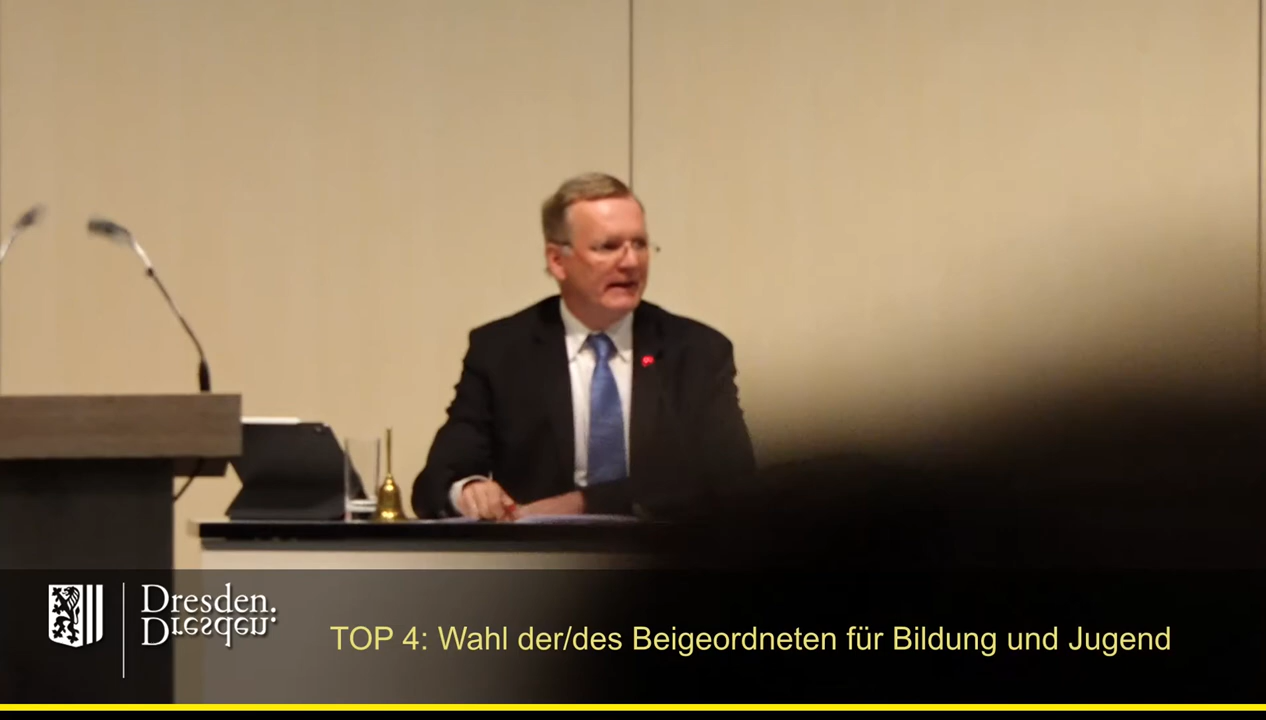 Dresden.
Dresden.
TOP 4: Wahl der/des Beigeordneten für Bildung und Jugend